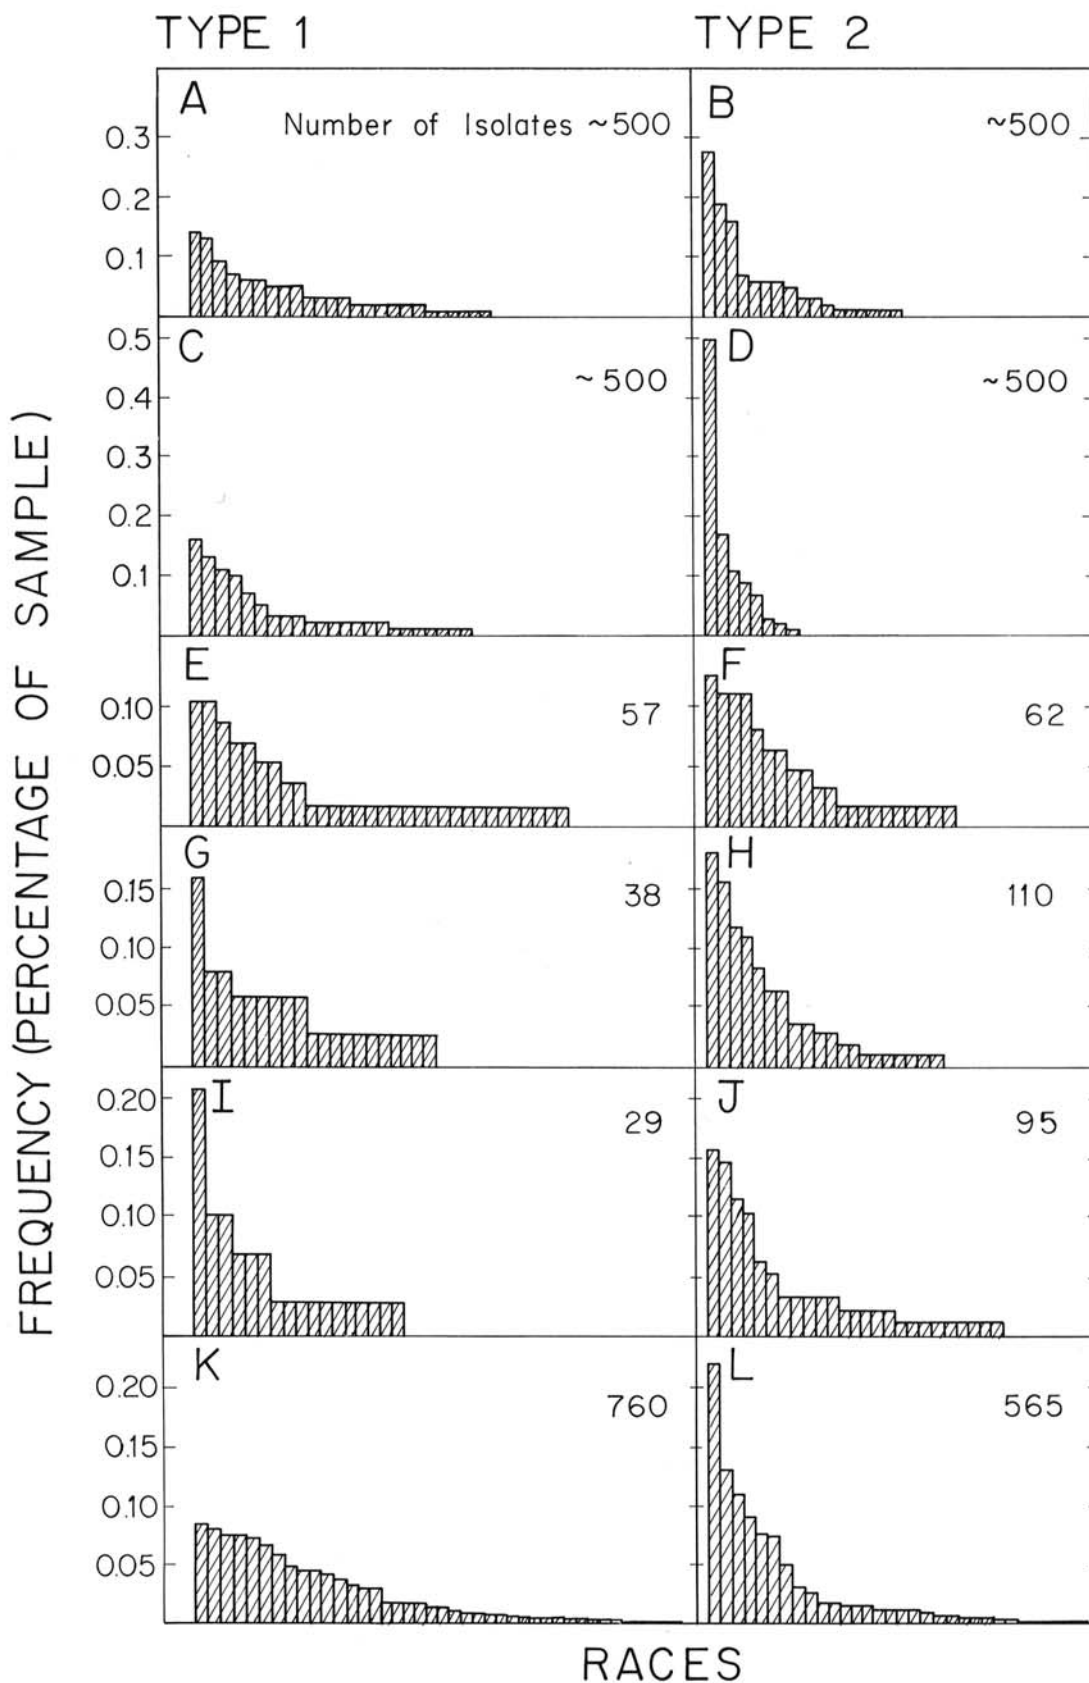 TYPE 1 TYPE 2
A Number of Isolates ~500 B ~500
0.3
0.2
0.1
C ~500 D ~500
0.5
0.4
0.3
0.2
0.1
E 57 F 62
0.10
0.05
G 38 H 110
0.15
0.10
0.05
I 29 J 95
0.20
0.15
0.10
0.05
K 760 L 565
0.20
0.15
0.10
0.05
FREQUENCY (PERCENTAGE OF SAMPLE)
RACES